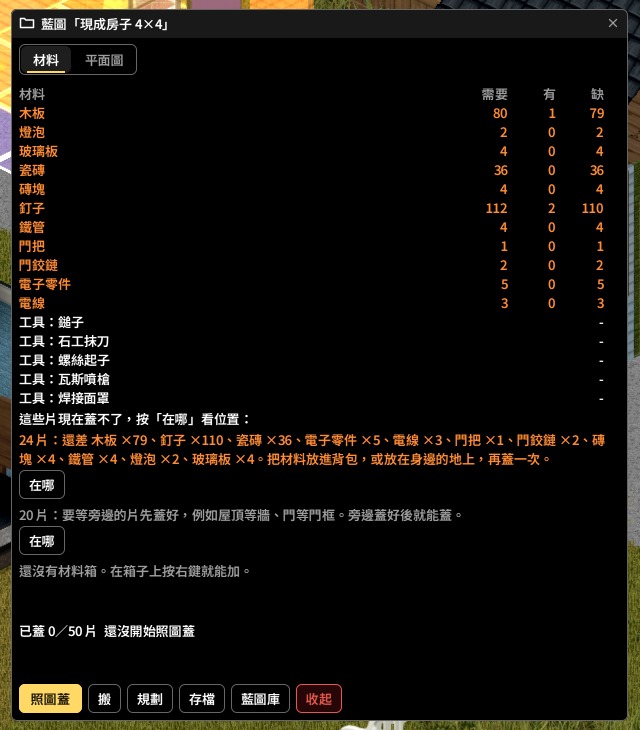 藍圖「現成房子 4×4」
材料 平面圖
材料 需要 有 缺
木板 80 1 79
燈泡 2 0 2
玻璃板 4 0 4
瓷磚 36 0 36
磚塊 4 0 4
釘子 112 2 110
鐵管 4 0 4
門把 1 0 1
門鉸鏈 2 0 2
電子零件 5 0 5
電線 3 0 3
工具：鎚子 -
工具：石工抹刀 -
工具：螺絲起子 -
工具：瓦斯噴槍 -
工具：焊接面罩 -
這些片現在蓋不了，按「在哪」看位置：
24 片：還差 木板 ×79、釘子 ×110、瓷磚 ×36、電子零件 ×5、電線 ×3、門把 ×1、門鉸鏈 ×2、磚
塊 ×4、鐵管 ×4、燈泡 ×2、玻璃板 ×4。把材料放進背包，或放在身邊的地上，再蓋一次。
在哪
20 片：要等旁邊的片先蓋好，例如屋頂等牆、門等門框。旁邊蓋好後就能蓋。
在哪
還沒有材料箱。在箱子上按右鍵就能加。
已蓋 0／50 片 還沒開始照圖蓋
照圖蓋 搬 規劃 存檔 藍圖庫 收起